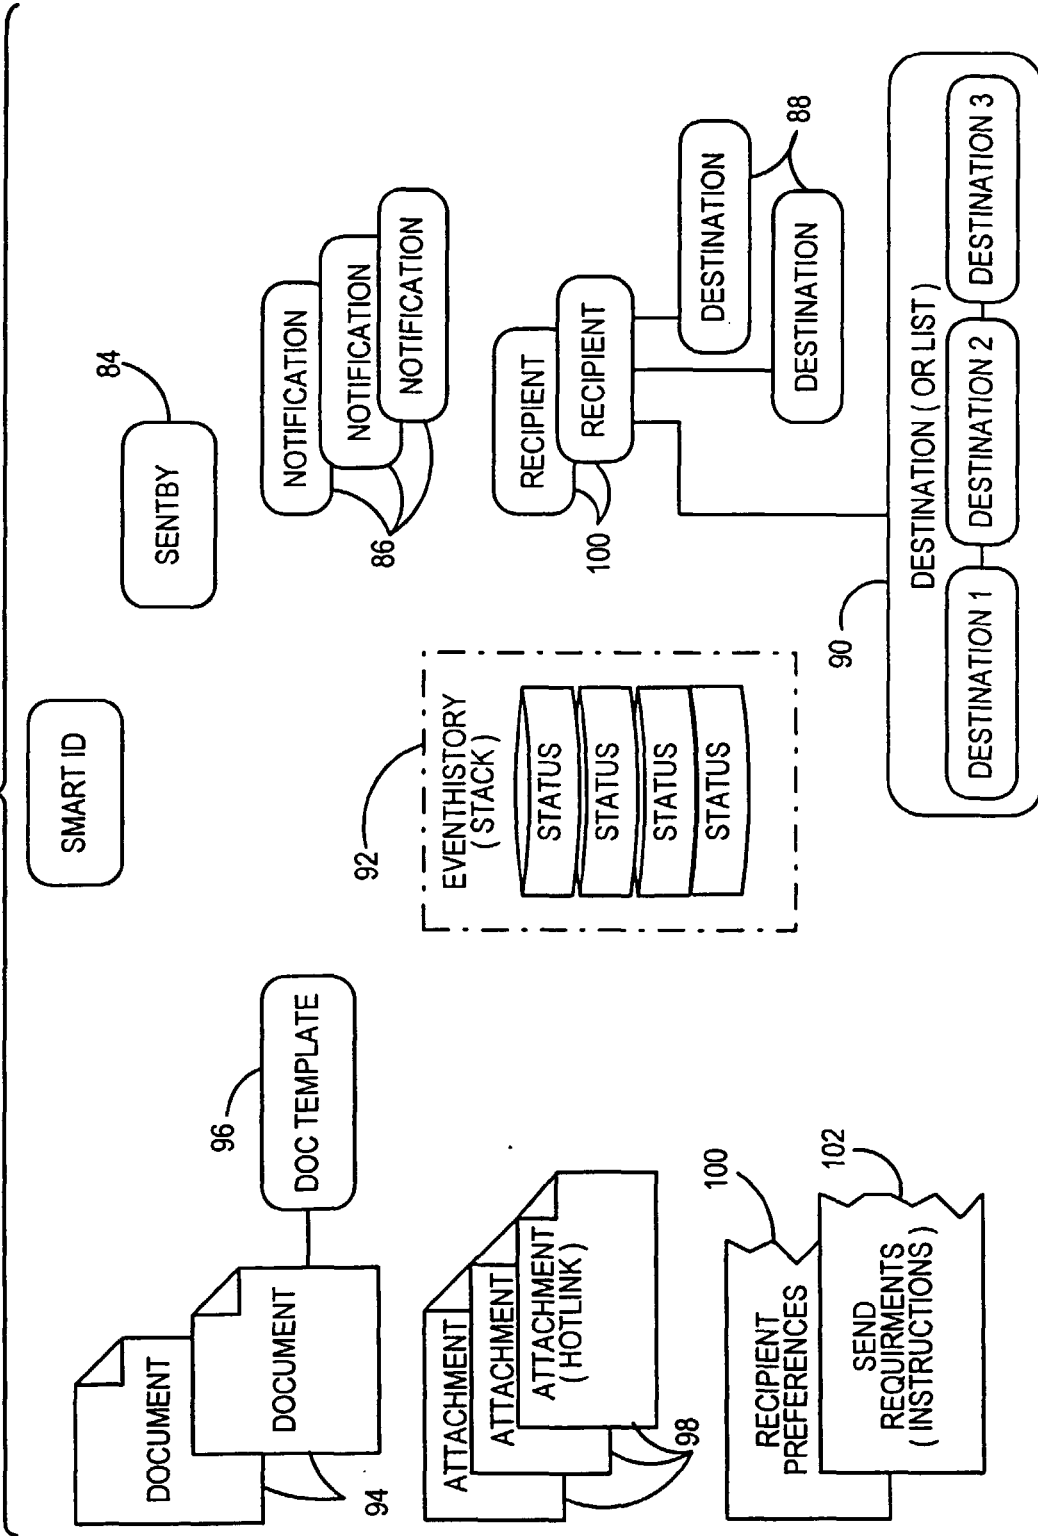 SMART ID
84
SENTBY
DOCUMENT
DOCUMENT
94
96
DOC TEMPLATE
92
EVENTHISTORY
( STACK )
STATUS
STATUS
STATUS
STATUS
NOTIFICATION
NOTIFICATION
NOTIFICATION
86
ATTACHMENT
ATTACHMENT
ATTACHMENT
( HOTLINK )
98
RECIPIENT
RECIPIENT
100
DESTINATION
DESTINATION
88
RECIPIENT
PREFERENCES
100
SEND
REQUIRMENTS
( INSTRUCTIONS )
102
90
DESTINATION ( OR LIST )
DESTINATION 1
DESTINATION 2
DESTINATION 3